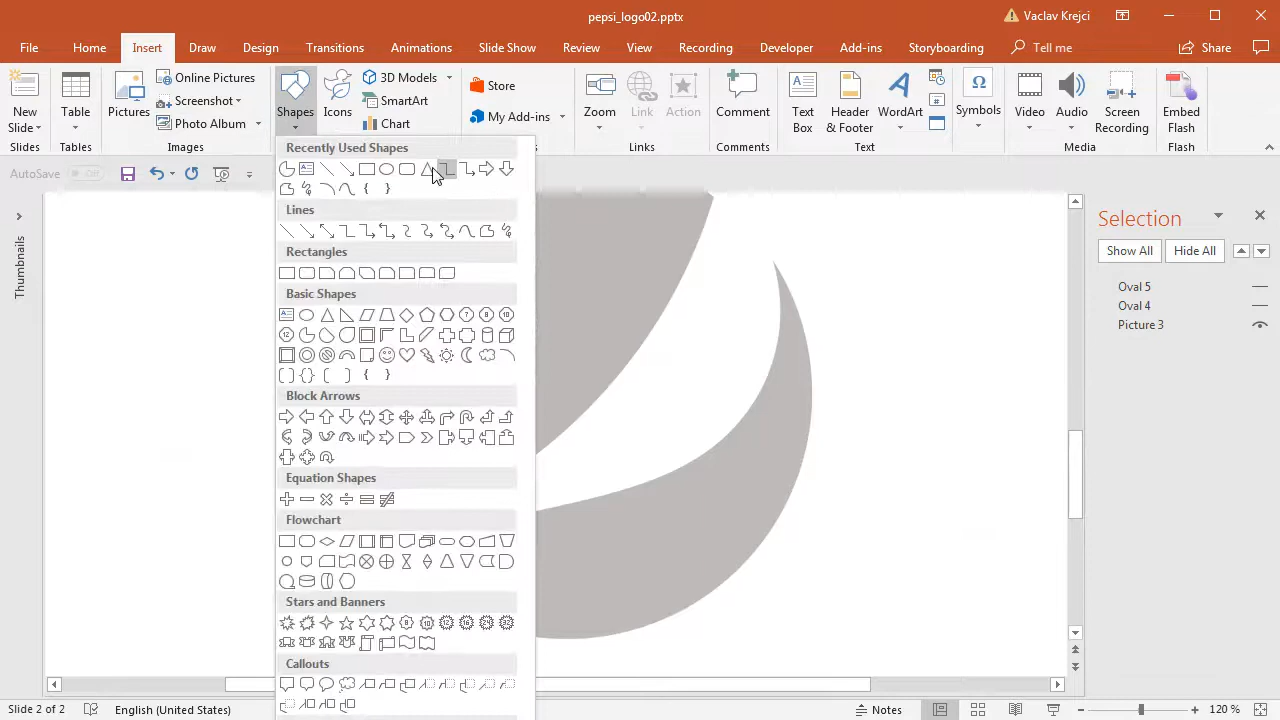 pepsi_logo02.pptx
Vaclav Krejci
File Home Insert Draw Design Transitions Animations Slide Show Review View Recording Developer Add-ins Storyboarding Tell me Share
New Slide
Table
Pictures
Online Pictures
Screenshot
Photo Album
Shapes
Icons
3D Models
SmartArt
Chart
Store
My Add-ins
Zoom
Link
Action
Comment
Text Box
Header & Footer
WordArt
Symbols
Video
Audio
Screen Recording
Embed Flash
Slides Tables Images Links Comments Text Media Flash
AutoSave Off
Recently Used Shapes
Lines
Rectangles
Basic Shapes
Block Arrows
Equation Shapes
Flowchart
Stars and Banners
Callouts
Thumbnails
Selection
Show All Hide All
Oval 5
Oval 4
Picture 3
Slide 2 of 2 English (United States) Notes 120 %